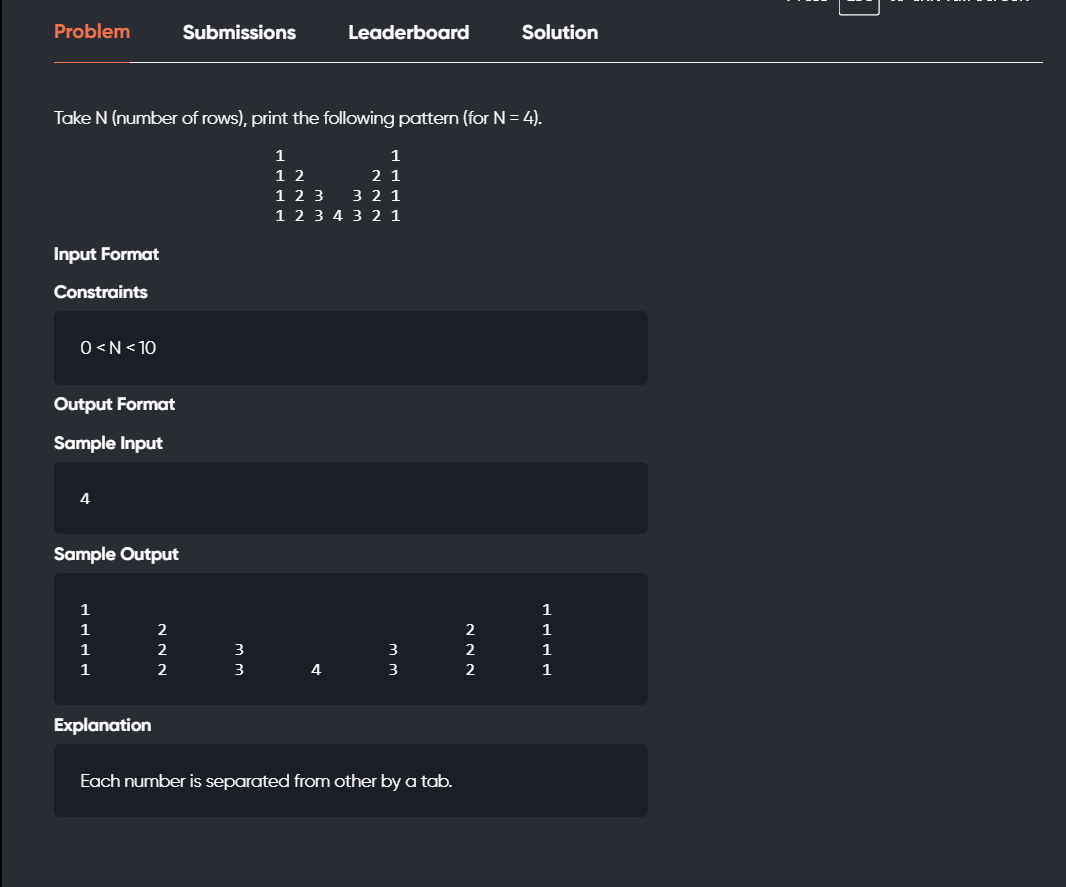 Problem Submissions Leaderboard Solution
Take N (number of rows), print the following pattern (for N = 4).
1 1
1 2 2 1
1 2 3 3 2 1
1 2 3 4 3 2 1
Input Format
Constraints
0 < N < 10
Output Format
Sample Input
4
Sample Output
1 1
1 2 2 1
1 2 3 3 2 1
1 2 3 4 3 2 1
Explanation
Each number is separated from other by a tab.